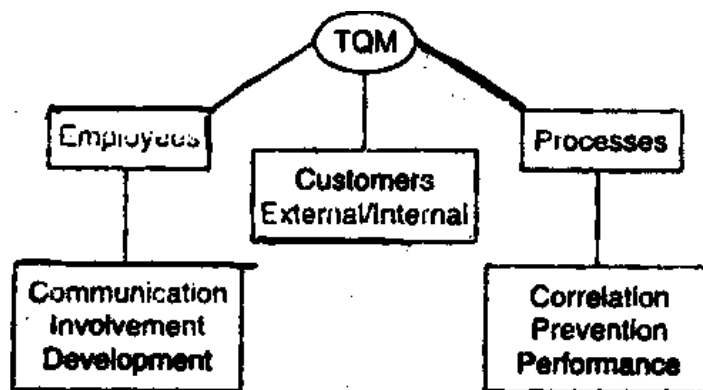 TQM
Employees
Processes
Customers
External/Internal
Communication
Involvement
Development
Correlation
Prevention
Performance